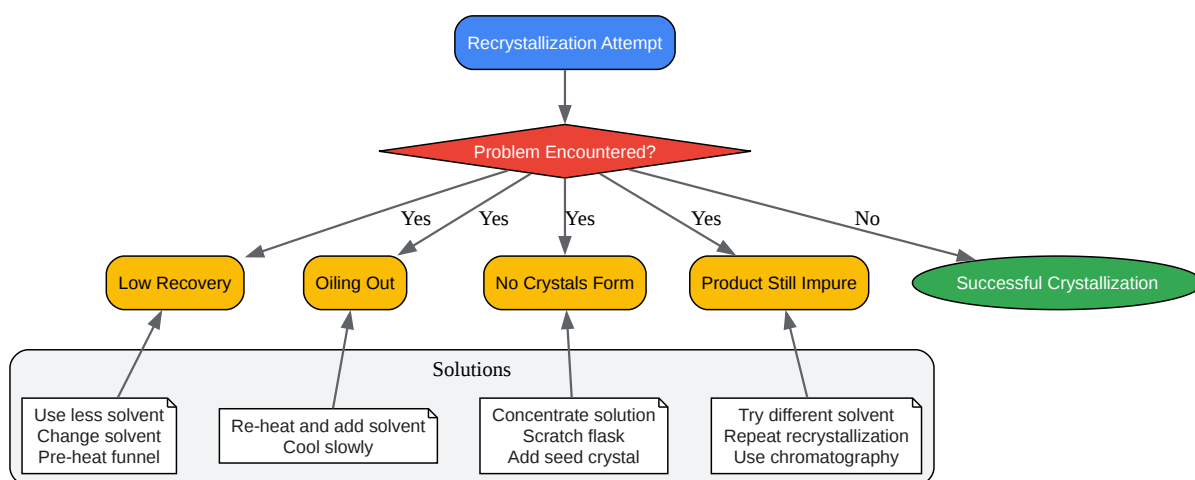 Recrystallization Attempt
Problem Encountered?
Yes
Yes
Yes
Yes
No
Low Recovery
Oiling Out
No Crystals Form
Product Still Impure
Successful Crystallization
Solutions
Use less solvent
Change solvent
Pre-heat funnel
Re-heat and add solvent
Cool slowly
Concentrate solution
Scratch flask
Add seed crystal
Try different solvent
Repeat recrystallization
Use chromatography